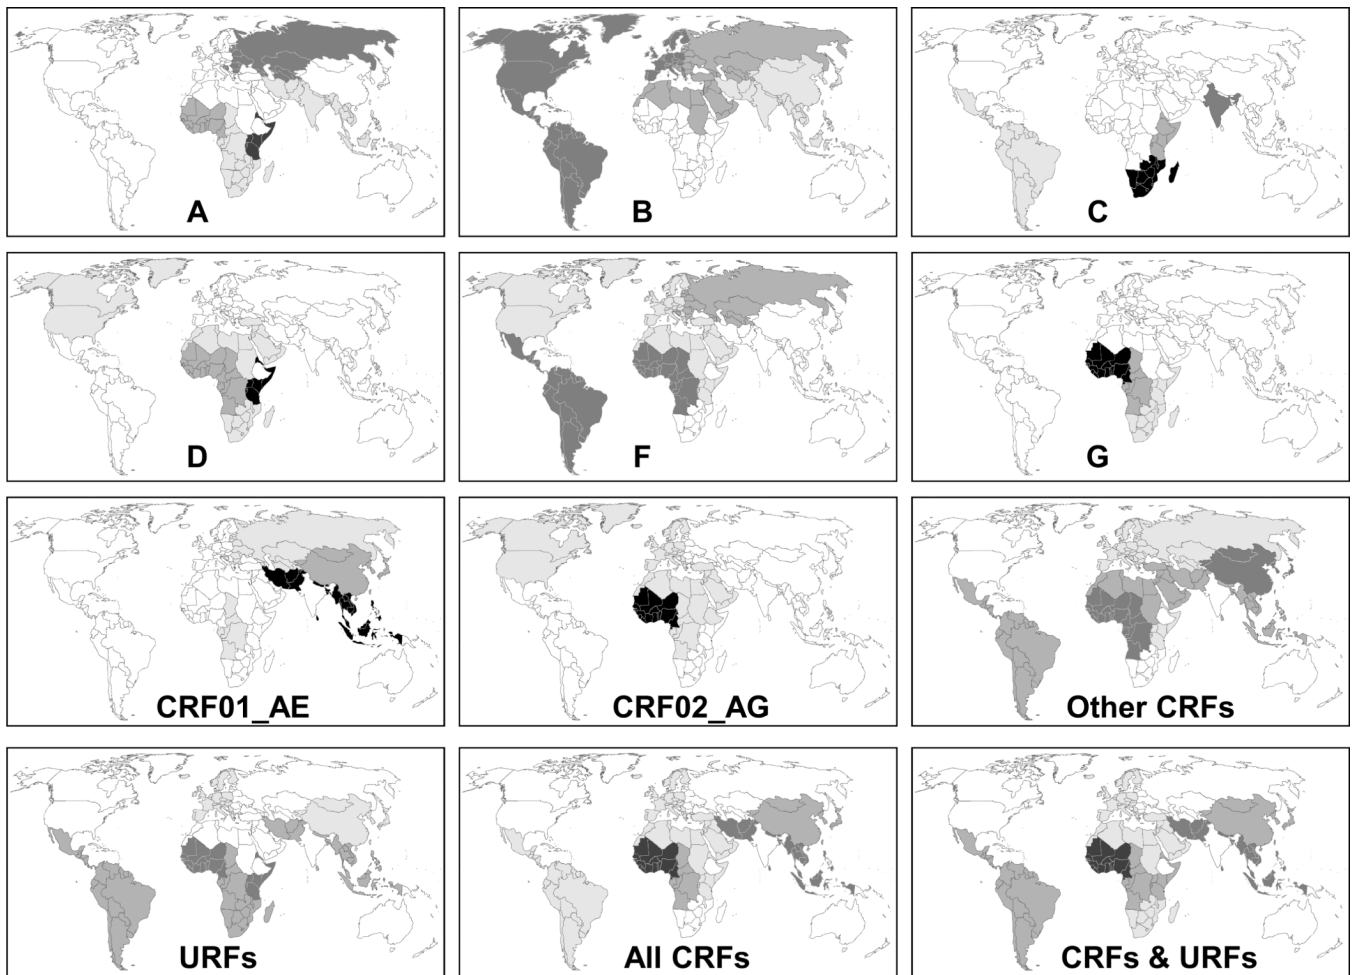 A
B
C
D
F
G
CRF01_AE
CRF02_AG
Other CRFs
URFs
All CRFs
CRFs & URFs